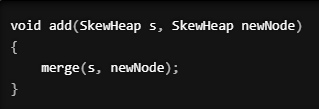 void add(SkewHeap s, SkewHeap newNode)
{
    merge(s, newNode);
}